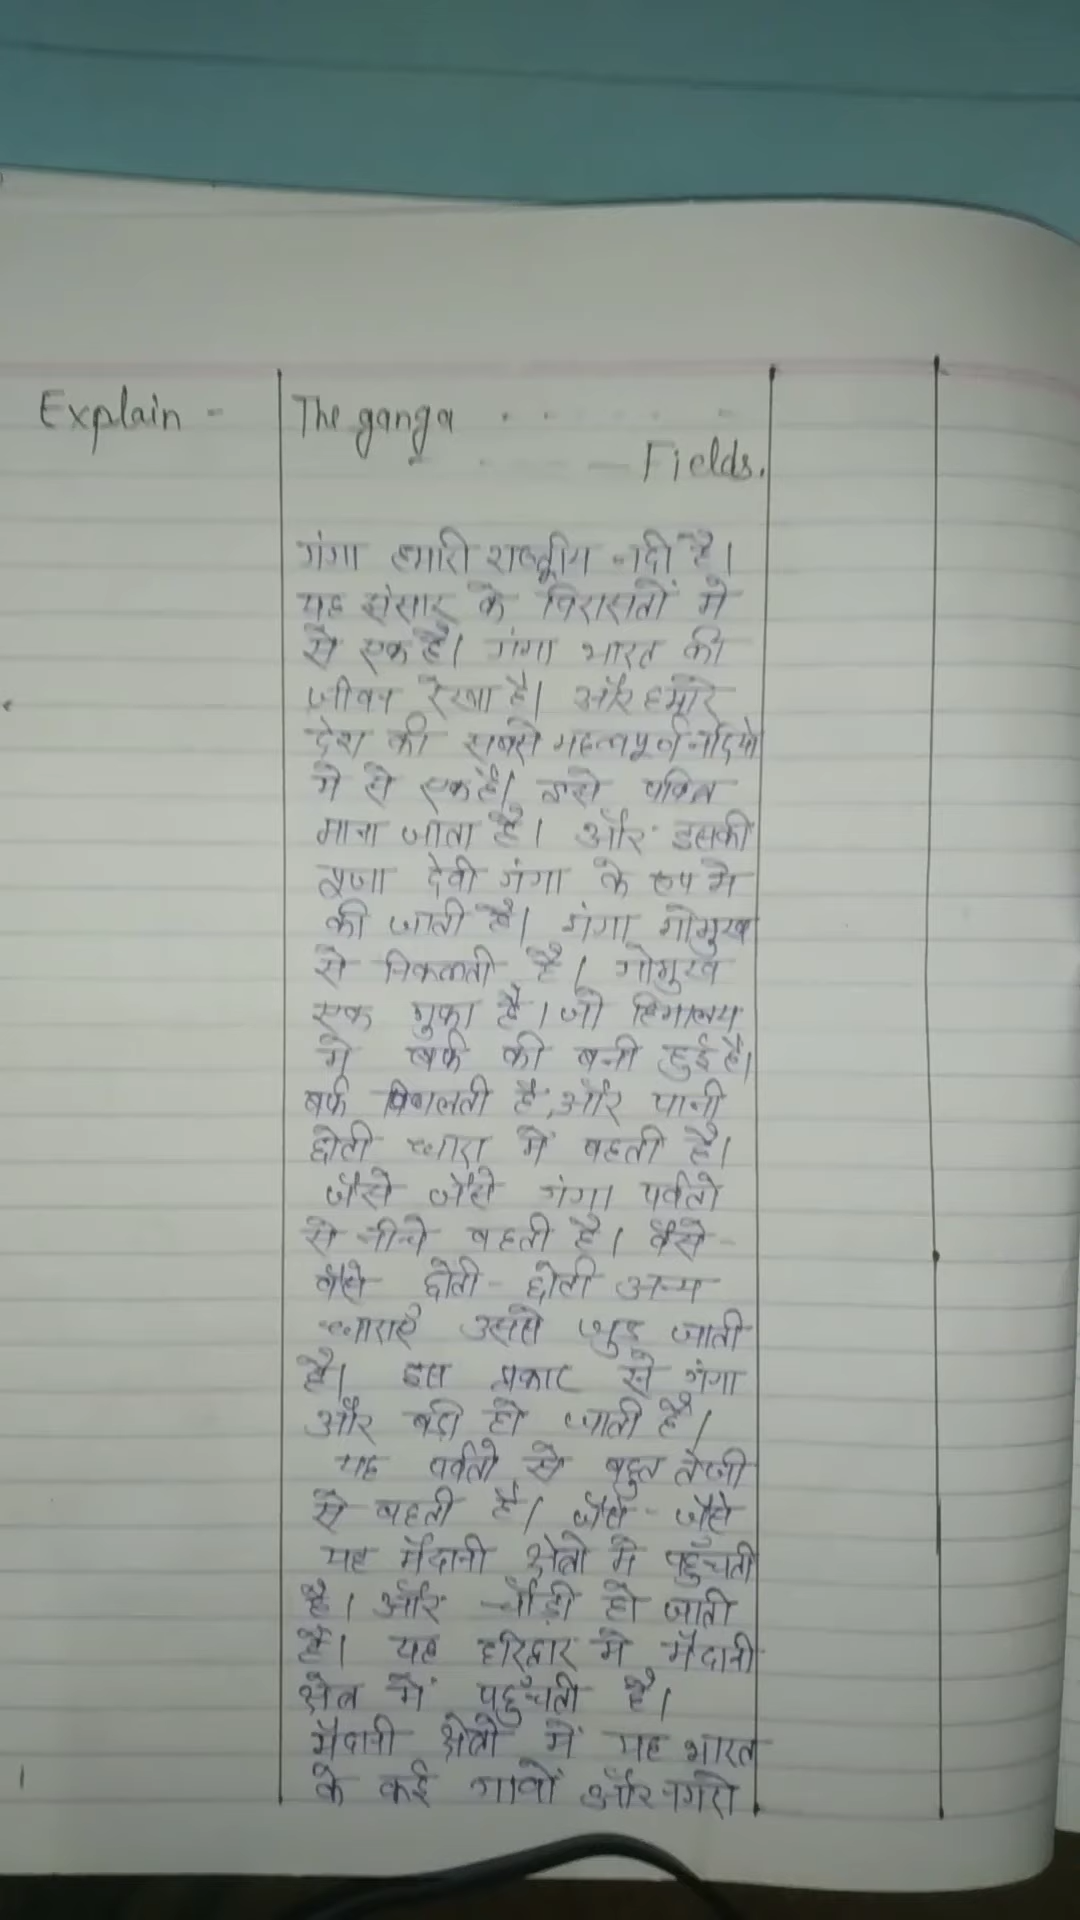 Explain -
The ganga . . . . .
- - - - Fields.
गंगा हमारी राष्ट्रीय नदी है।
यह संसार के विरासतों मे
से एक है। गंगा भारत की
जीवन रेखा है। और हमारे
देश की सबसे महत्वपूर्ण नदियो
मे से एक है। इसे पवित्र
माना जाता है। और इसकी
पूजा देवी गंगा के रूप मे
की जाती है। गंगा गोमुख
से निकलती है। गोमुख
एक गुफा है। जो हिमालय
मे बर्फ की बनी हुई है।
बर्फ पिगलती है, और पानी
छोटी धारा में बहती है।
जैसे जैसे गंगा पर्वतो
से नीचे बहती है। वैसे-
वैसे छोटी-छोटी अन्य
धाराएँ उससे जुड़ जाती
है। इस प्रकार से गंगा
और बड़ी हो जाती है।
यह पर्वतो से बहुत तेजी
से बहती है। जैसे-जैसे
यह मैदानी क्षेत्रो मे पहुँचती
है। और चौड़ी हो जाती
है। यह हरिद्वार मे मैदानी
क्षेत्र में पहुँचती है।
मैदानी क्षेत्रो में यह भारत
के कई गावों और नगरो